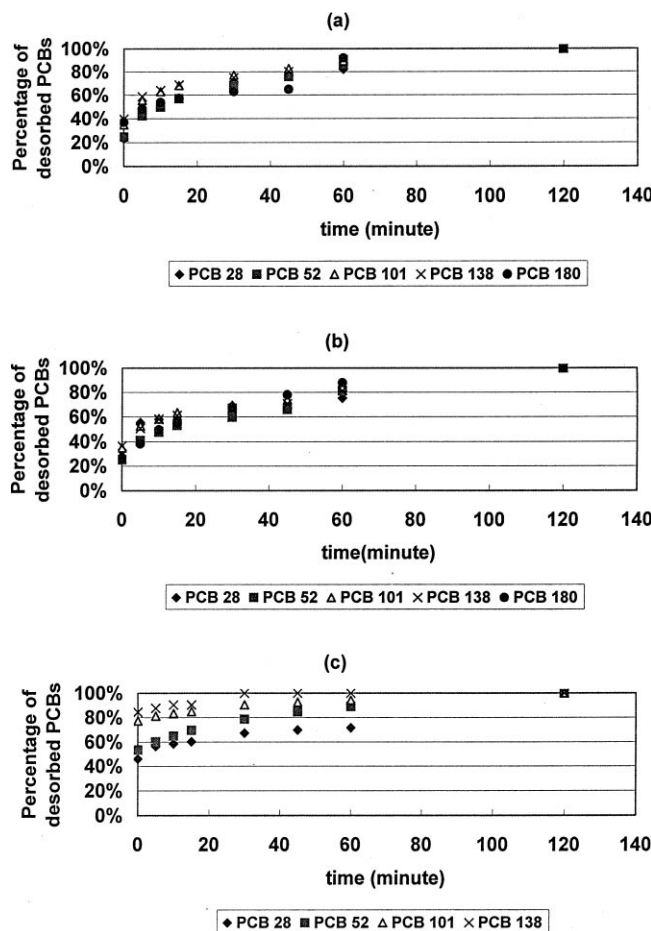 (a)
Percentage of
desorbed PCBs
100%
80%
60%
40%
20%
0%
0 20 40 60 80 100 120 140
time (minute)
◆ PCB 28 ■ PCB 52 △ PCB 101 × PCB 138 ● PCB 180
(b)
Percentage of
desorbed PCBs
100%
80%
60%
40%
20%
0%
0 20 40 60 80 100 120 140
time(minute)
◆ PCB 28 ■ PCB 52 △ PCB 101 × PCB 138 ● PCB 180
(c)
Percentage of
desorbed PCBs
100%
80%
60%
40%
20%
0%
0 20 40 60 80 100 120 140
time (minute)
◆ PCB 28 ■ PCB 52 △ PCB 101 × PCB 138